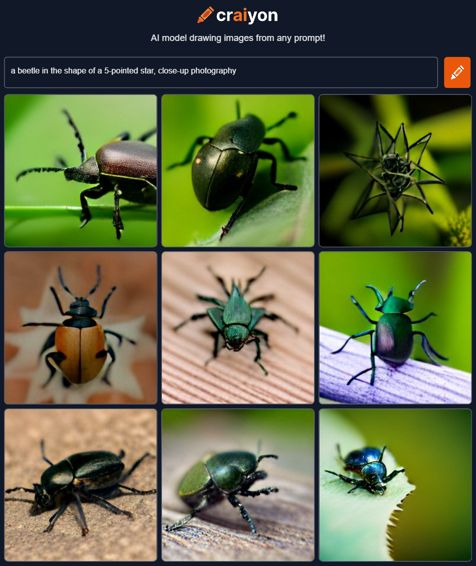 craiyon
AI model drawing images from any prompt!
a beetle in the shape of a 5-pointed star, close-up photography